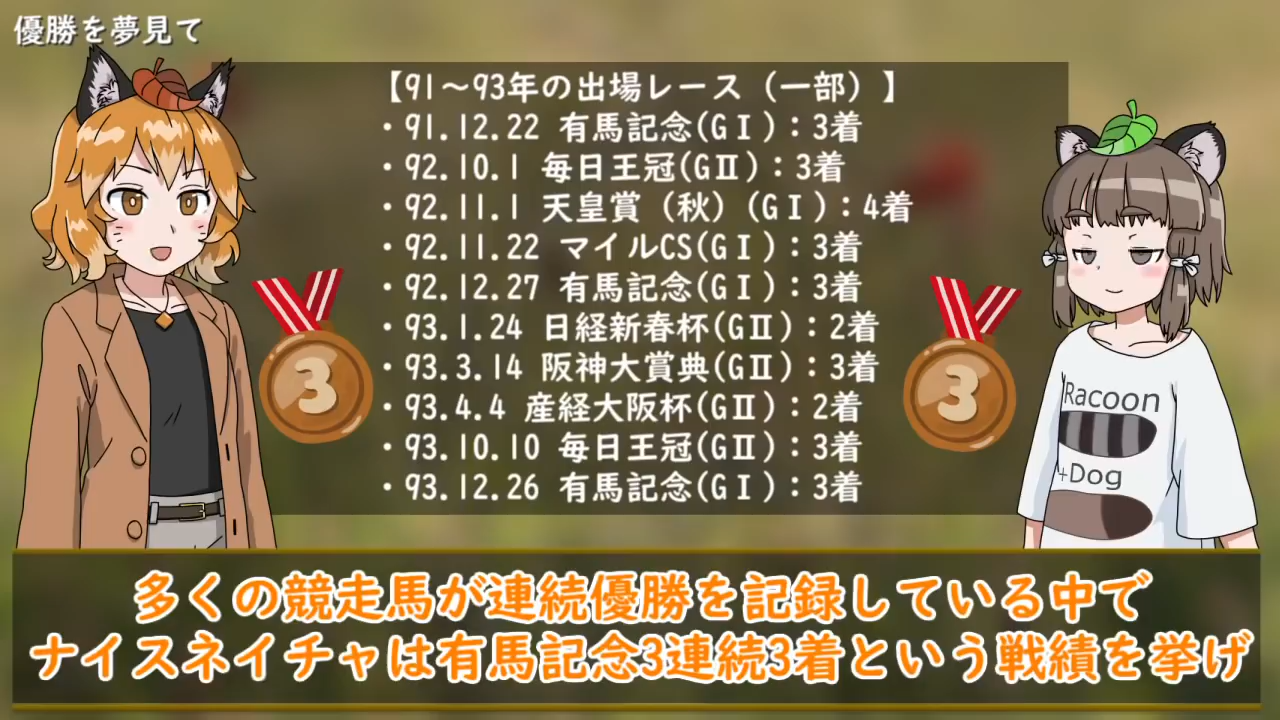 優勝を夢見て
【91～93年の出場レース（一部）】
・91.12.22 有馬記念(GⅠ)：3着
・92.10.1 毎日王冠(GⅡ)：3着
・92.11.1 天皇賞（秋）(GⅠ)：4着
・92.11.22 マイルCS(GⅠ)：3着
・92.12.27 有馬記念(GⅠ)：3着
・93.1.24 日経新春杯(GⅡ)：2着
・93.3.14 阪神大賞典(GⅡ)：3着
・93.4.4 産経大阪杯(GⅡ)：2着
・93.10.10 毎日王冠(GⅡ)：3着
・93.12.26 有馬記念(GⅠ)：3着
3
3
Racoon
+Dog
多くの競走馬が連続優勝を記録している中で
ナイスネイチャは有馬記念3連続3着という戦績を挙げ